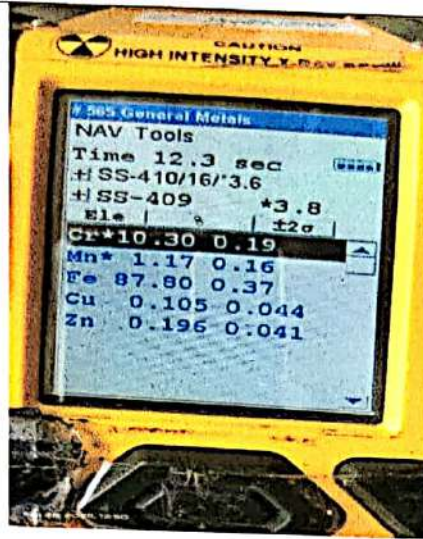 CAUTION
HIGH INTENSITY X-RAY BEAM
# 565 General Metals
NAV Tools
Time 12.3 sec
+| SS-410/16/*3.6
+| SS-409 *3.8
Ele | % | ±2σ
Cr*10.30 0.19
Mn* 1.17 0.16
Fe 87.80 0.37
Cu 0.105 0.044
Zn 0.196 0.041